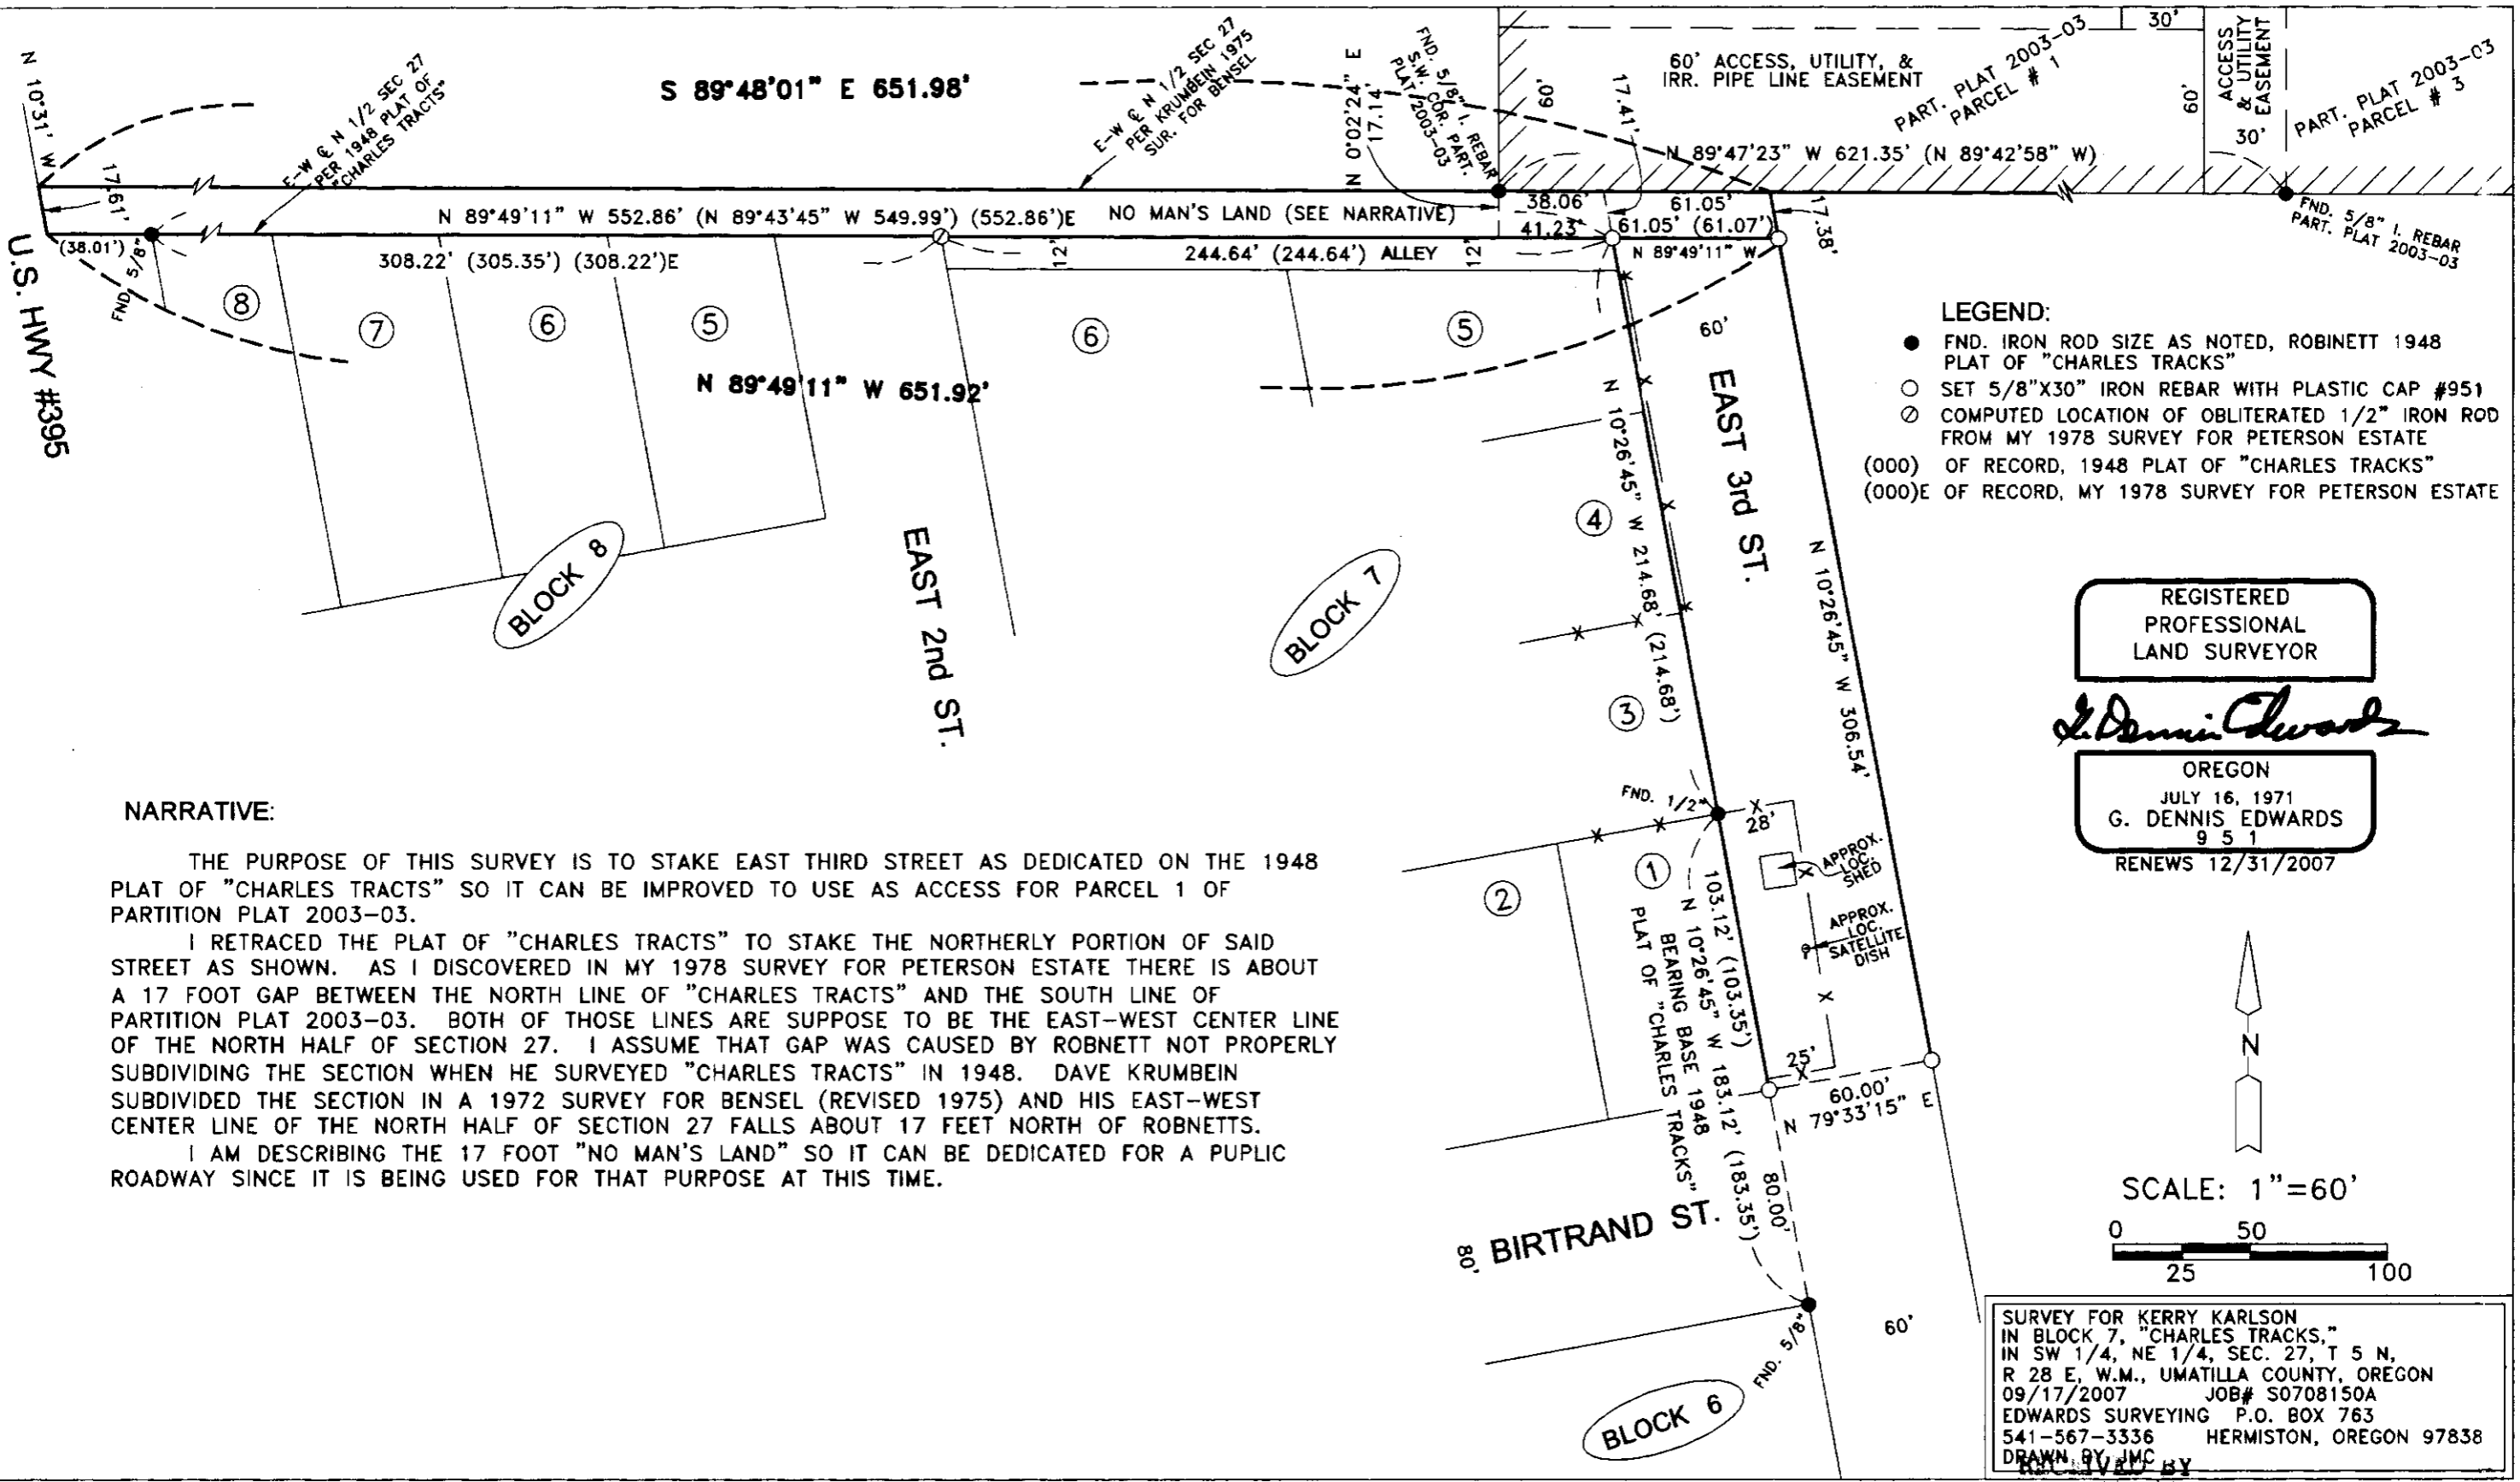 N 10°31' W
17.61'
E-W ℄ N 1/2 SEC 27
PER 1948 PLAT OF
"CHARLES TRACTS"
S 89°48'01" E 651.98'
E-W ℄ N 1/2 SEC 27
PER KRUMBEIN 1975
SUR. FOR BENSEL
N 0°02'24" E
17.14'
FND. 5/8" I. REBAR
S.W. COR. PART.
PLAT 2003-03
60'
60' ACCESS, UTILITY, &
IRR. PIPE LINE EASEMENT
17.41'
PART. PLAT 2003-03
PARCEL # 1
30'
60'
ACCESS
& UTILITY
EASEMENT
30'
PART. PLAT 2003-03
PARCEL # 3
N 89°47'23" W 621.35' (N 89°42'58" W)
FND. 5/8" I. REBAR
PART. PLAT 2003-03
N 89°49'11" W 552.86' (N 89°43'45" W 549.99') (552.86')E
NO MAN'S LAND (SEE NARRATIVE)
38.06'
61.05'
41.23'
61.05' (61.07')
17.38'
(38.01')
FND. 5/8"
308.22' (305.35') (308.22')E
12'
244.64' (244.64') ALLEY
12'
N 89°49'11" W
U.S. HWY #395
8
7
6
5
6
5
60'
N 89°49'11" W 651.92'
LEGEND:
FND. IRON ROD SIZE AS NOTED, ROBINETT 1948
PLAT OF "CHARLES TRACKS"
SET 5/8"X30" IRON REBAR WITH PLASTIC CAP #951
COMPUTED LOCATION OF OBLITERATED 1/2" IRON ROD
FROM MY 1978 SURVEY FOR PETERSON ESTATE
(000) OF RECORD, 1948 PLAT OF "CHARLES TRACKS"
(000)E OF RECORD, MY 1978 SURVEY FOR PETERSON ESTATE
EAST 3rd ST.
N 10°26'45" W 214.68' (214.68')
N 10°26'45" W 306.54'
4
BLOCK 8
EAST 2nd ST.
BLOCK 7
3
REGISTERED
PROFESSIONAL
LAND SURVEYOR
G. Dennis Edwards
OREGON
JULY 16, 1971
G. DENNIS EDWARDS
9 5 1
RENEWS 12/31/2007
FND. 1/2"
28'
APPROX.
LOC.
SHED
APPROX.
LOC.
SATELLITE
DISH
1
2
103.12' (103.35')
N 10°26'45" W 183.12' (183.35')
BEARING BASE 1948
PLAT OF "CHARLES TRACKS"
25'
60.00'
N 79°33'15" E
80.00'
NARRATIVE:
THE PURPOSE OF THIS SURVEY IS TO STAKE EAST THIRD STREET AS DEDICATED ON THE 1948
PLAT OF "CHARLES TRACTS" SO IT CAN BE IMPROVED TO USE AS ACCESS FOR PARCEL 1 OF
PARTITION PLAT 2003-03.
I RETRACED THE PLAT OF "CHARLES TRACTS" TO STAKE THE NORTHERLY PORTION OF SAID
STREET AS SHOWN. AS I DISCOVERED IN MY 1978 SURVEY FOR PETERSON ESTATE THERE IS ABOUT
A 17 FOOT GAP BETWEEN THE NORTH LINE OF "CHARLES TRACTS" AND THE SOUTH LINE OF
PARTITION PLAT 2003-03. BOTH OF THOSE LINES ARE SUPPOSE TO BE THE EAST-WEST CENTER LINE
OF THE NORTH HALF OF SECTION 27. I ASSUME THAT GAP WAS CAUSED BY ROBNETT NOT PROPERLY
SUBDIVIDING THE SECTION WHEN HE SURVEYED "CHARLES TRACTS" IN 1948. DAVE KRUMBEIN
SUBDIVIDED THE SECTION IN A 1972 SURVEY FOR BENSEL (REVISED 1975) AND HIS EAST-WEST
CENTER LINE OF THE NORTH HALF OF SECTION 27 FALLS ABOUT 17 FEET NORTH OF ROBNETTS.
I AM DESCRIBING THE 17 FOOT "NO MAN'S LAND" SO IT CAN BE DEDICATED FOR A PUPLIC
ROADWAY SINCE IT IS BEING USED FOR THAT PURPOSE AT THIS TIME.
80'
BIRTRAND ST.
FND. 5/8"
60'
BLOCK 6
N
SCALE: 1"=60'
0 50
25 100
SURVEY FOR KERRY KARLSON
IN BLOCK 7, "CHARLES TRACKS,"
IN SW 1/4, NE 1/4, SEC. 27, T 5 N,
R 28 E, W.M., UMATILLA COUNTY, OREGON
09/17/2007 JOB# S0708150A
EDWARDS SURVEYING P.O. BOX 763
541-567-3336 HERMISTON, OREGON 97838
DRAWN BY JMC
RECEIVED BY